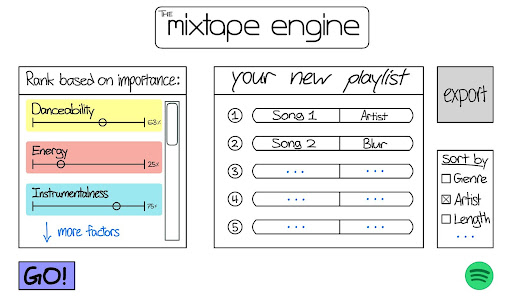 THE
mixtape engine
Rank based on importance:
Danceability
63%
Energy
25%
Instrumentalness
75%
more factors
GO!
your new playlist
1 Song 1 Artist
2 Song 2 Blur
3 ... ...
4 ... ...
5 ... ...
export
Sort by
Genre
Artist
Length
...